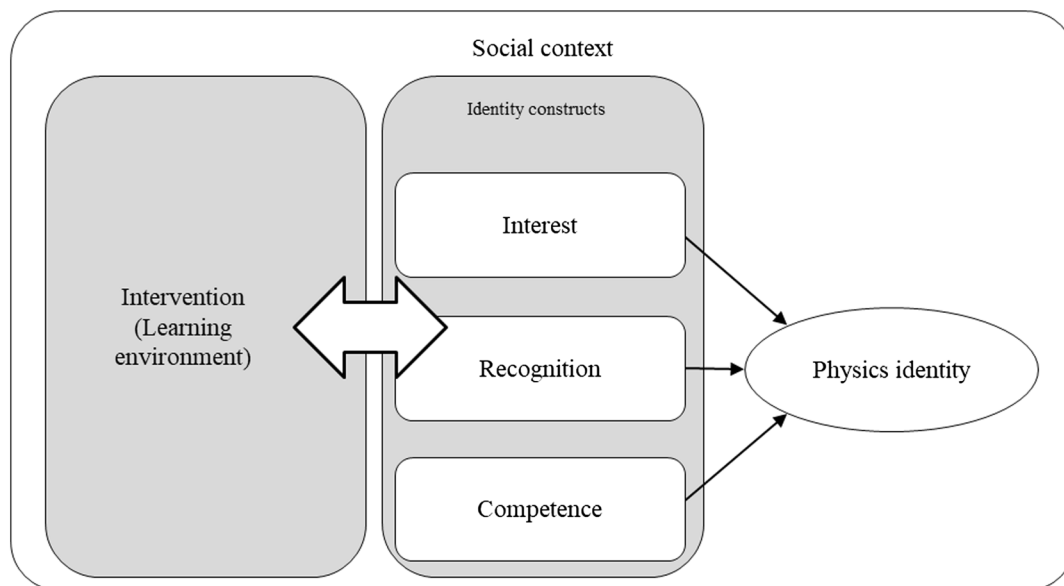 Social context
Identity constructs
Intervention
(Learning
environment)
Interest
Recognition
Competence
Physics identity